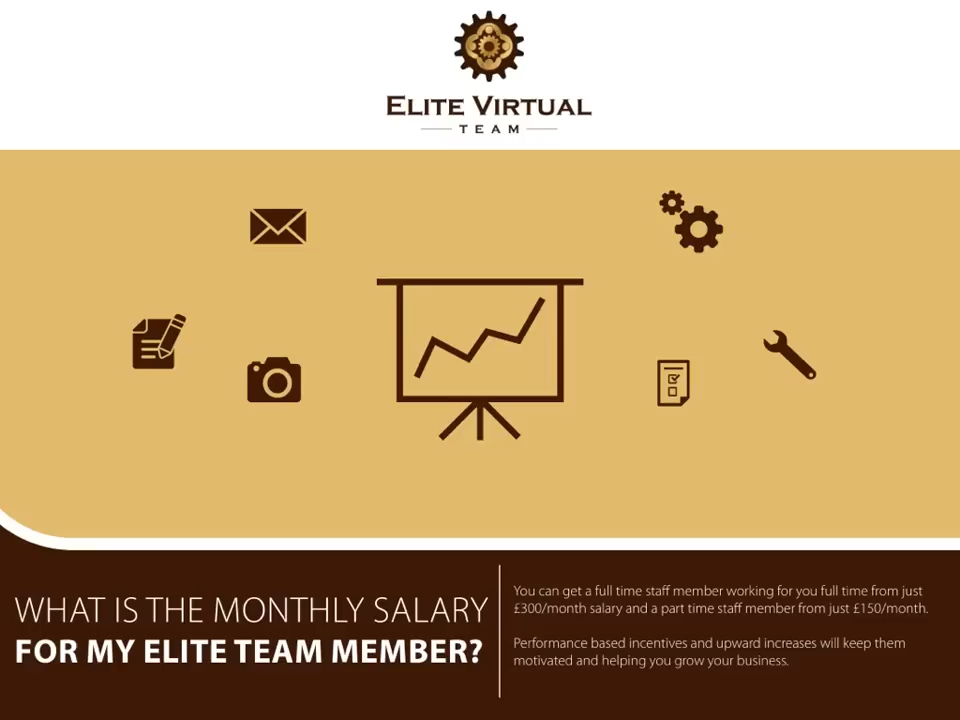 ELITE VIRTUAL
TEAM
WHAT IS THE MONTHLY SALARY
FOR MY ELITE TEAM MEMBER?
You can get a full time staff member working for you full time from just
£300/month salary and a part time staff member from just £150/month.
Performance based incentives and upward increases will keep them
motivated and helping you grow your business.